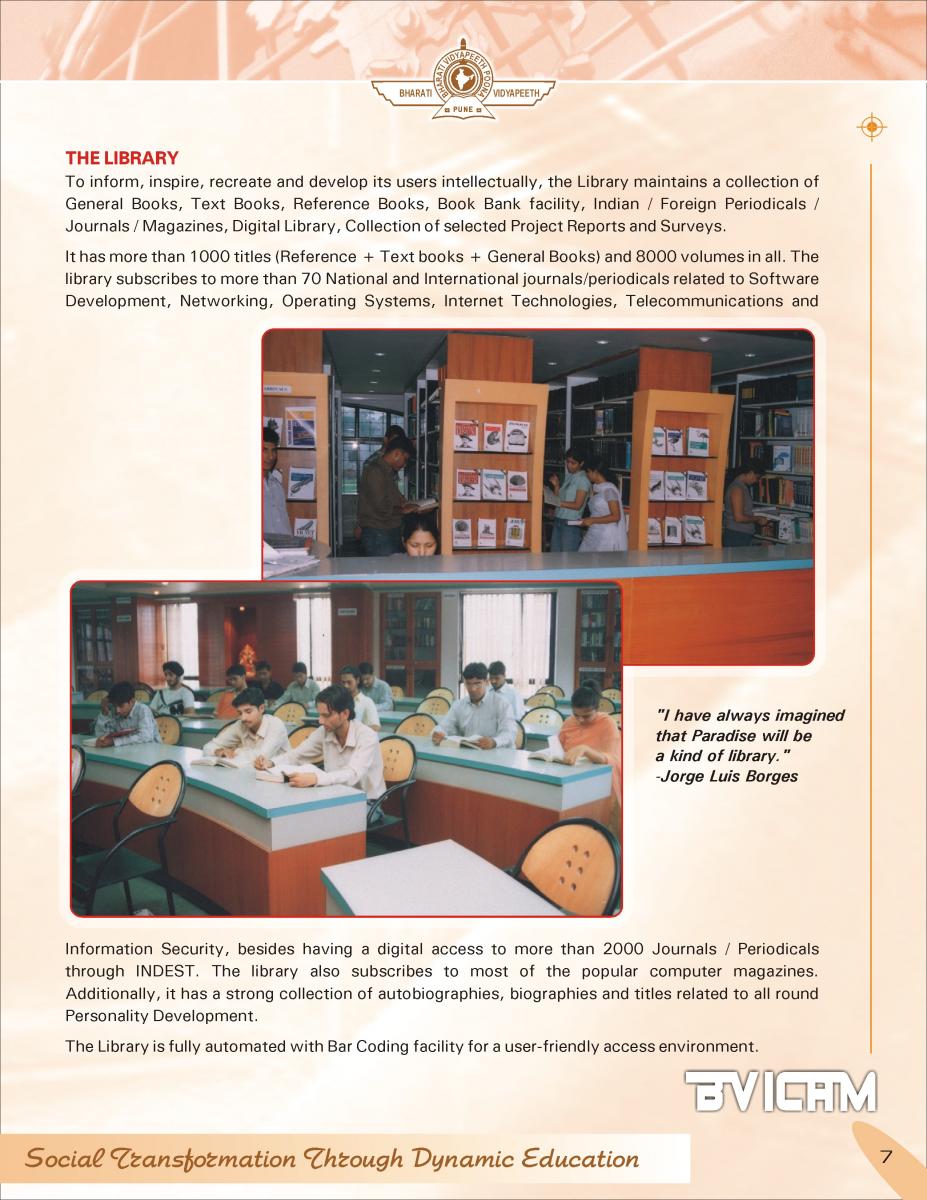 BHARATI VIDYAPEETH POONA
BHARATI VIDYAPEETH
PUNE
THE LIBRARY
To inform, inspire, recreate and develop its users intellectually, the Library maintains a collection of
General Books, Text Books, Reference Books, Book Bank facility, Indian / Foreign Periodicals /
Journals / Magazines, Digital Library, Collection of selected Project Reports and Surveys.
It has more than 1000 titles (Reference + Text books + General Books) and 8000 volumes in all. The
library subscribes to more than 70 National and International journals/periodicals related to Software
Development, Networking, Operating Systems, Internet Technologies, Telecommunications and
"I have always imagined
that Paradise will be
a kind of library."
-Jorge Luis Borges
Information Security, besides having a digital access to more than 2000 Journals / Periodicals
through INDEST. The library also subscribes to most of the popular computer magazines.
Additionally, it has a strong collection of autobiographies, biographies and titles related to all round
Personality Development.
The Library is fully automated with Bar Coding facility for a user-friendly access environment.
BVICAM
Social Transformation Through Dynamic Education
7